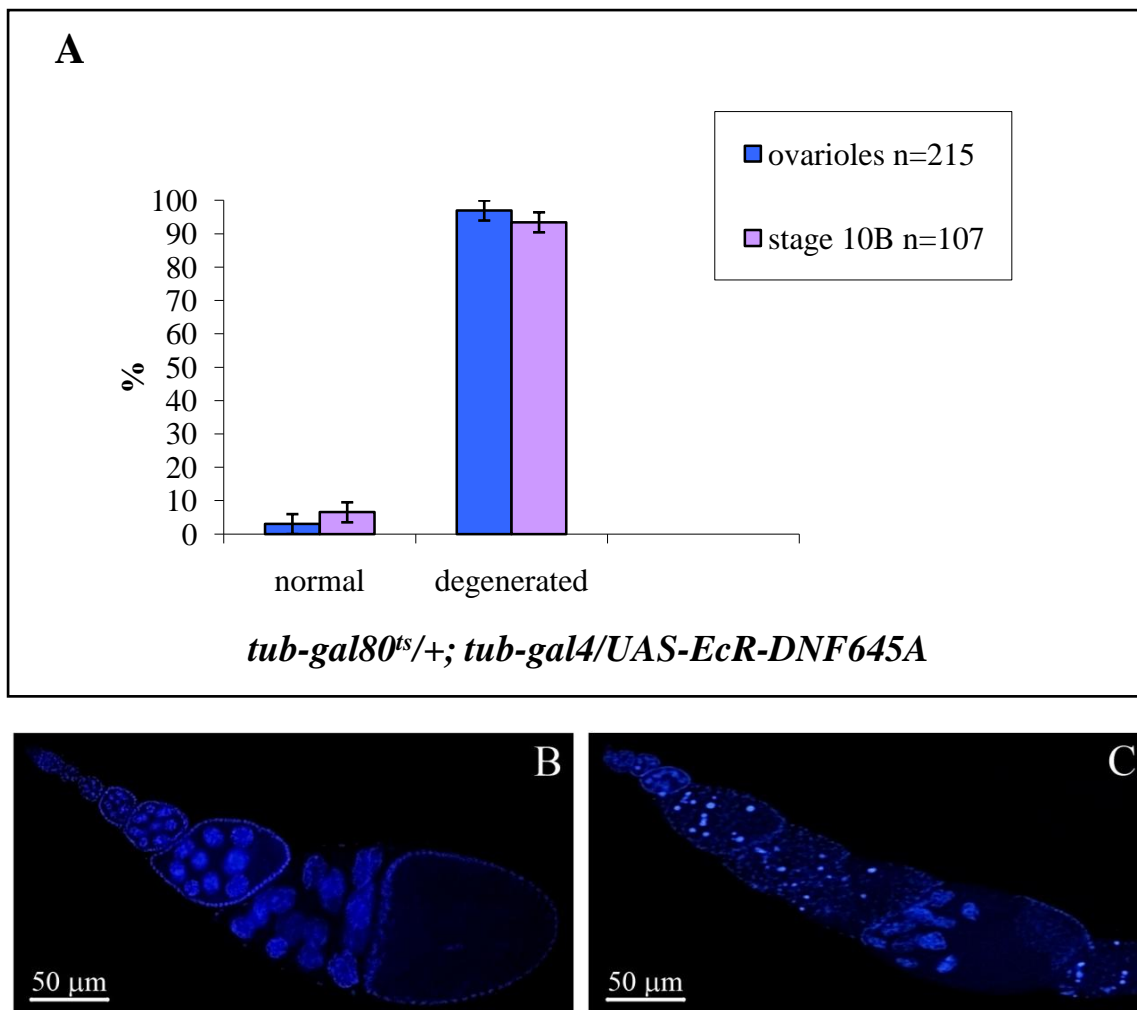 A
ovarioles n=215
stage 10B n=107
100
90
80
70
60
50
40
30
20
10
0
%
normal degenerated
tub-gal80ts/+; tub-gal4/UAS-EcR-DNF645A
B
50 µm
C
50 µm